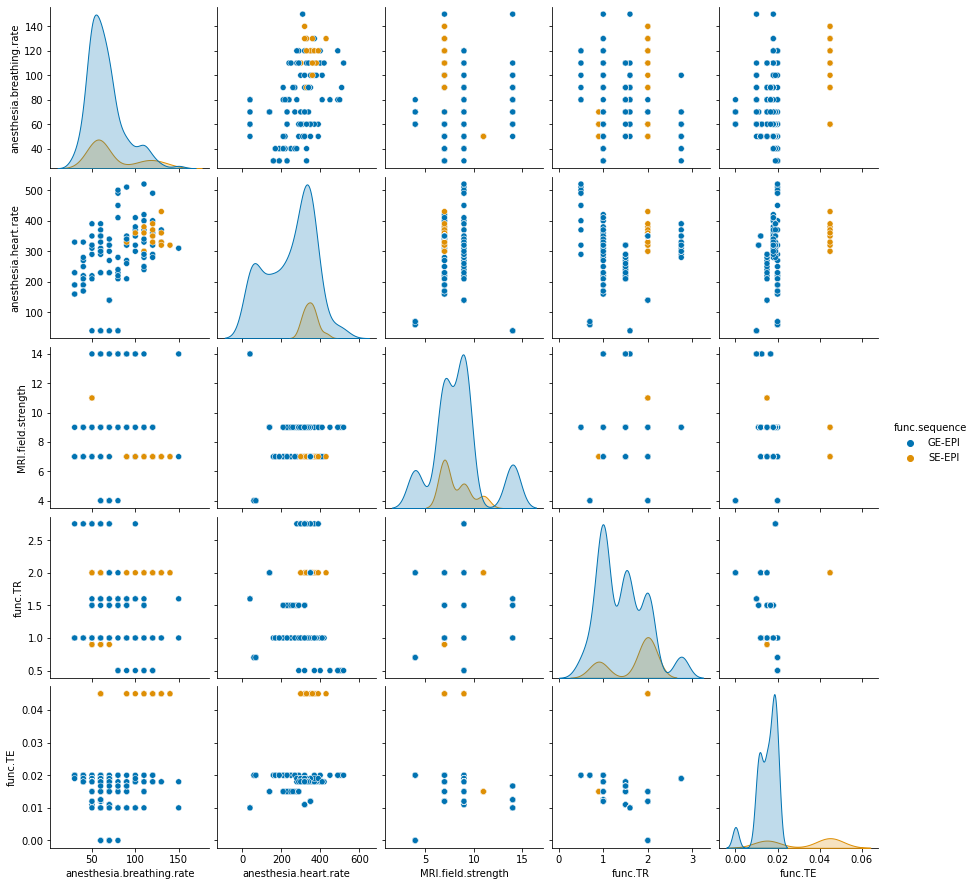 anesthesia.breathing.rate
140
120
100
80
60
40
anesthesia.heart.rate
500
400
300
200
100
MRI.field.strength
14
12
10
8
6
4
func.sequence
GE-EPI
SE-EPI
func.TR
2.5
2.0
1.5
1.0
0.5
func.TE
0.04
0.03
0.02
0.01
0.00
50 100 150 0 200 400 600 5 10 15 0 1 2 3 0.00 0.02 0.04 0.06
anesthesia.breathing.rate anesthesia.heart.rate MRI.field.strength func.TR func.TE